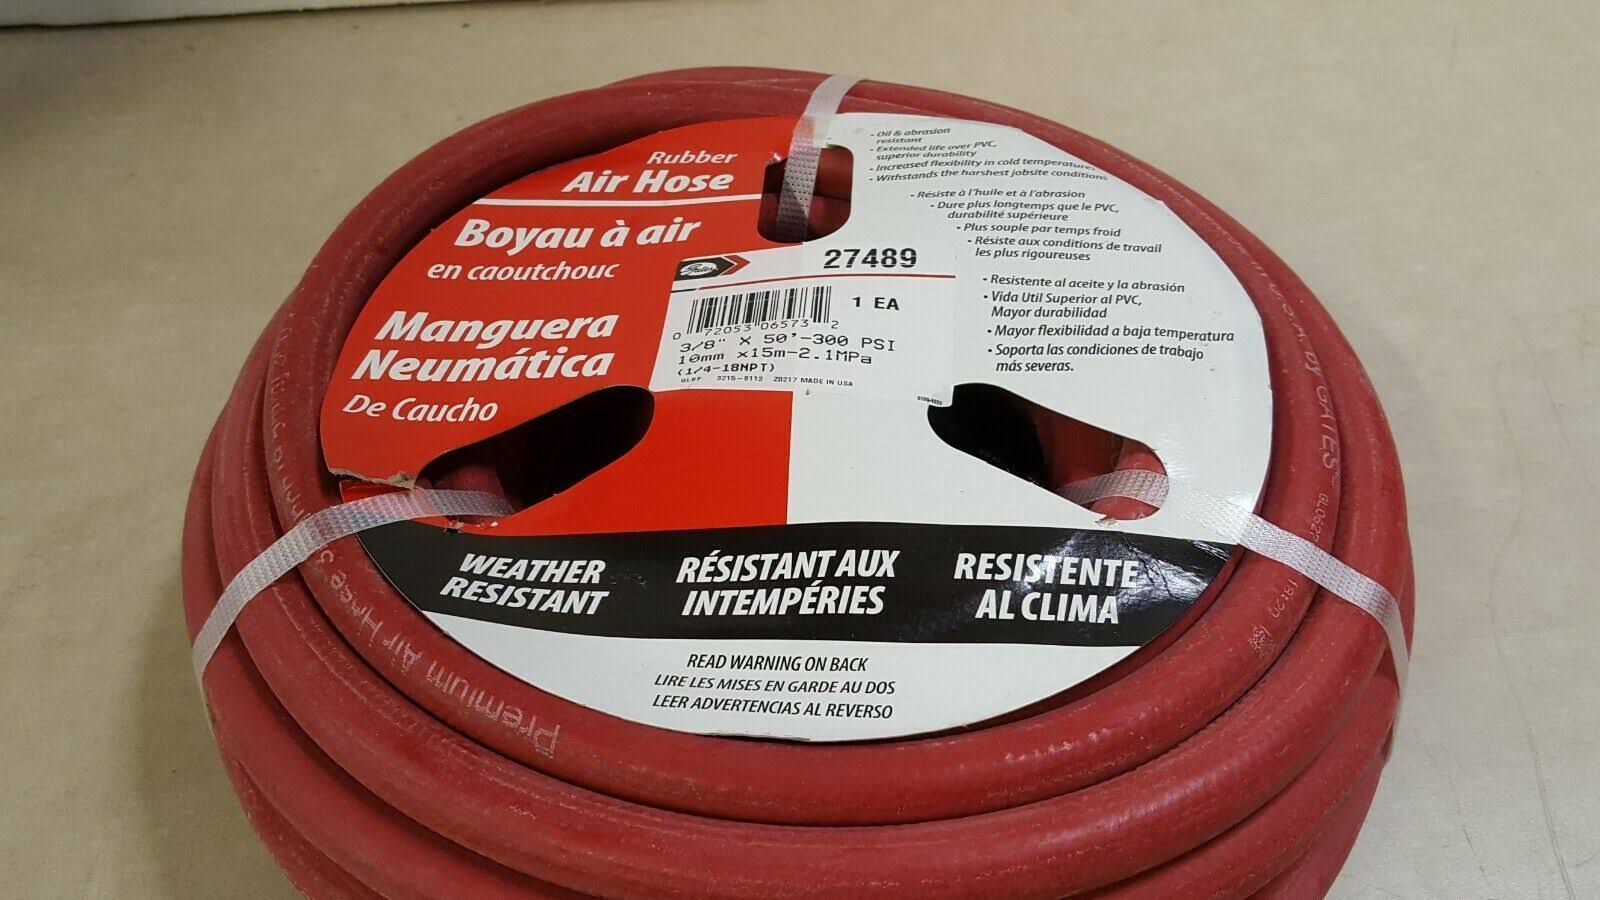 Rubber
Air Hose
Boyau à air
en caoutchouc
Manguera
Neumática
De Caucho
- Oil & abrasion
resistant
- Extended life over PVC,
superior durability
- Increased flexibility in cold temperatures
- Withstands the harshest jobsite conditions
- Résiste à l'huile et à l'abrasion
- Dure plus longtemps que le PVC,
durabilité supérieure
- Plus souple par temps froid
- Résiste aux conditions de travail
les plus rigoureuses
- Resistente al aceite y la abrasión
- Vida Util Superior al PVC,
Mayor durabilidad
- Mayor flexibilidad a baja temperatura
- Soporta las condiciones de trabajo
más severas.
Gates
27489
1 EA
0 72053 06573 2
3/8" X 50'-300 PSI
10mm x15m-2.1MPa
(1/4-18NPT)
3215-8113 Z0217 MADE IN USA
WEATHER
RESISTANT
RÉSISTANT AUX
INTEMPÉRIES
RESISTENTE
AL CLIMA
READ WARNING ON BACK
LIRE LES MISES EN GARDE AU DOS
LEER ADVERTENCIAS AL REVERSO
Premium Air Hose
BY GATES